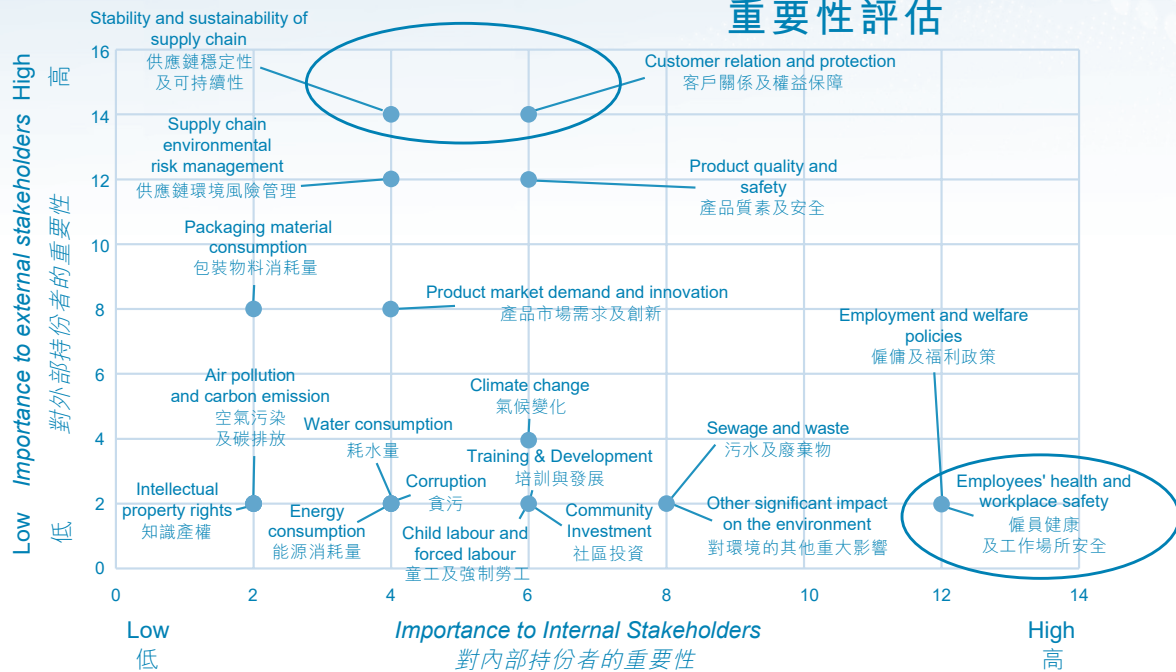 重要性評估
Stability and sustainability of
supply chain
供應鏈穩定性
及可持續性
Customer relation and protection
客戶關係及權益保障
Supply chain
environmental
risk management
供應鏈環境風險管理
Product quality and
safety
產品質素及安全
Packaging material
consumption
包裝物料消耗量
Product market demand and innovation
產品市場需求及創新
Employment and welfare
policies
僱傭及福利政策
Air pollution
and carbon emission
空氣污染
及碳排放
Climate change
氣候變化
Water consumption
耗水量
Sewage and waste
污水及廢棄物
Training & Development
培訓與發展
Corruption
貪污
Intellectual
property rights
知識產權
Energy
consumption
能源消耗量
Child labour and
forced labour
童工及強制勞工
Community
Investment
社區投資
Other significant impact
on the environment
對環境的其他重大影響
Employees' health and
workplace safety
僱員健康
及工作場所安全
High
高
Importance to external stakeholders
對外部持份者的重要性
Low
低
16
14
12
10
8
6
4
2
0
0
2
4
6
8
10
12
14
Low
低
Importance to Internal Stakeholders
對內部持份者的重要性
High
高